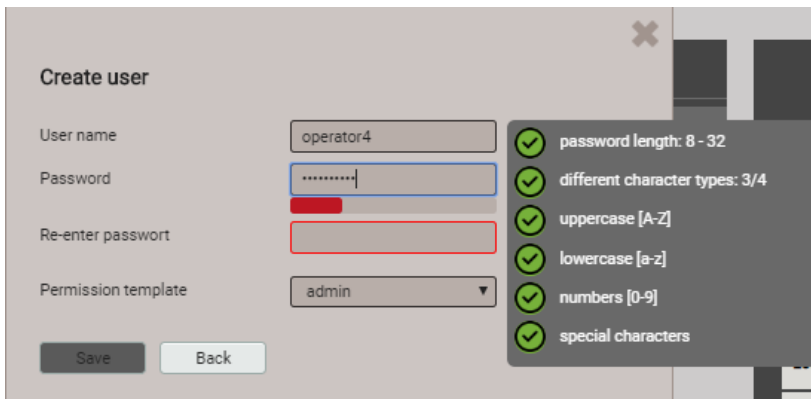 Create user
User name
operator4
Password
••••••••••
Re-enter passwort
Permission template
admin
Save
Back
password length: 8 - 32
different character types: 3/4
uppercase [A-Z]
lowercase [a-z]
numbers [0-9]
special characters